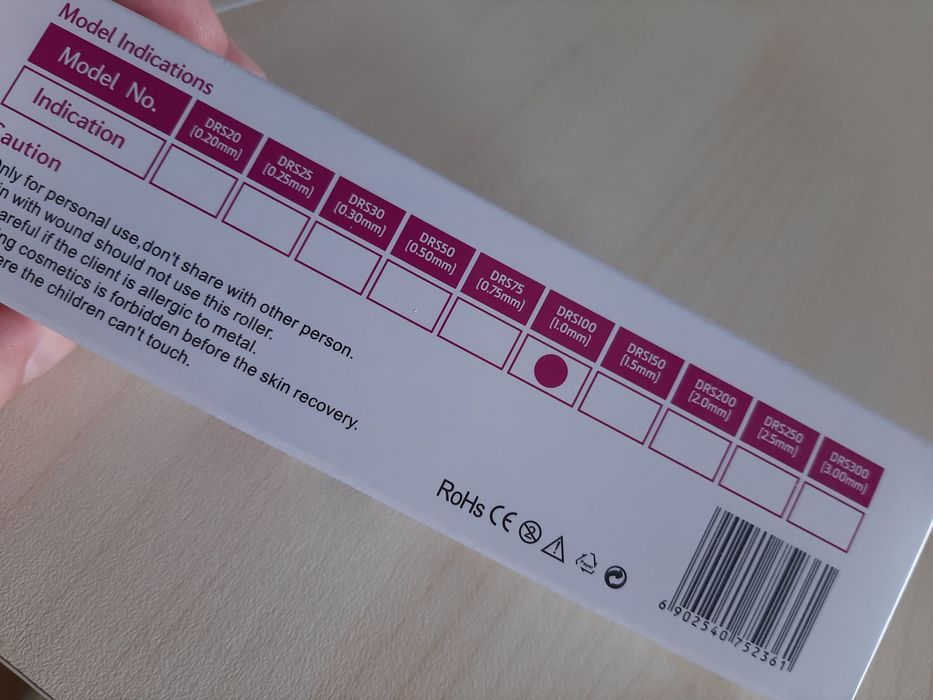 Model Indications
Model No.
DRS20
[0.20mm]
DRS25
[0.25mm]
DRS30
[0.30mm]
DRS50
[0.50mm]
DRS75
[0.75mm]
DRS100
[1.0mm]
DRS150
[1.5mm]
DRS200
[2.0mm]
DRS250
[2.5mm]
DRS300
[3.00mm]
Indication
Caution
Only for personal use,don't share with other person.
with wound should not use this roller.
careful if the client is allergic to metal.
cosmetics is forbidden before the skin recovery.
the children can't touch.
RoHs CE
Paper
6 902540 752361